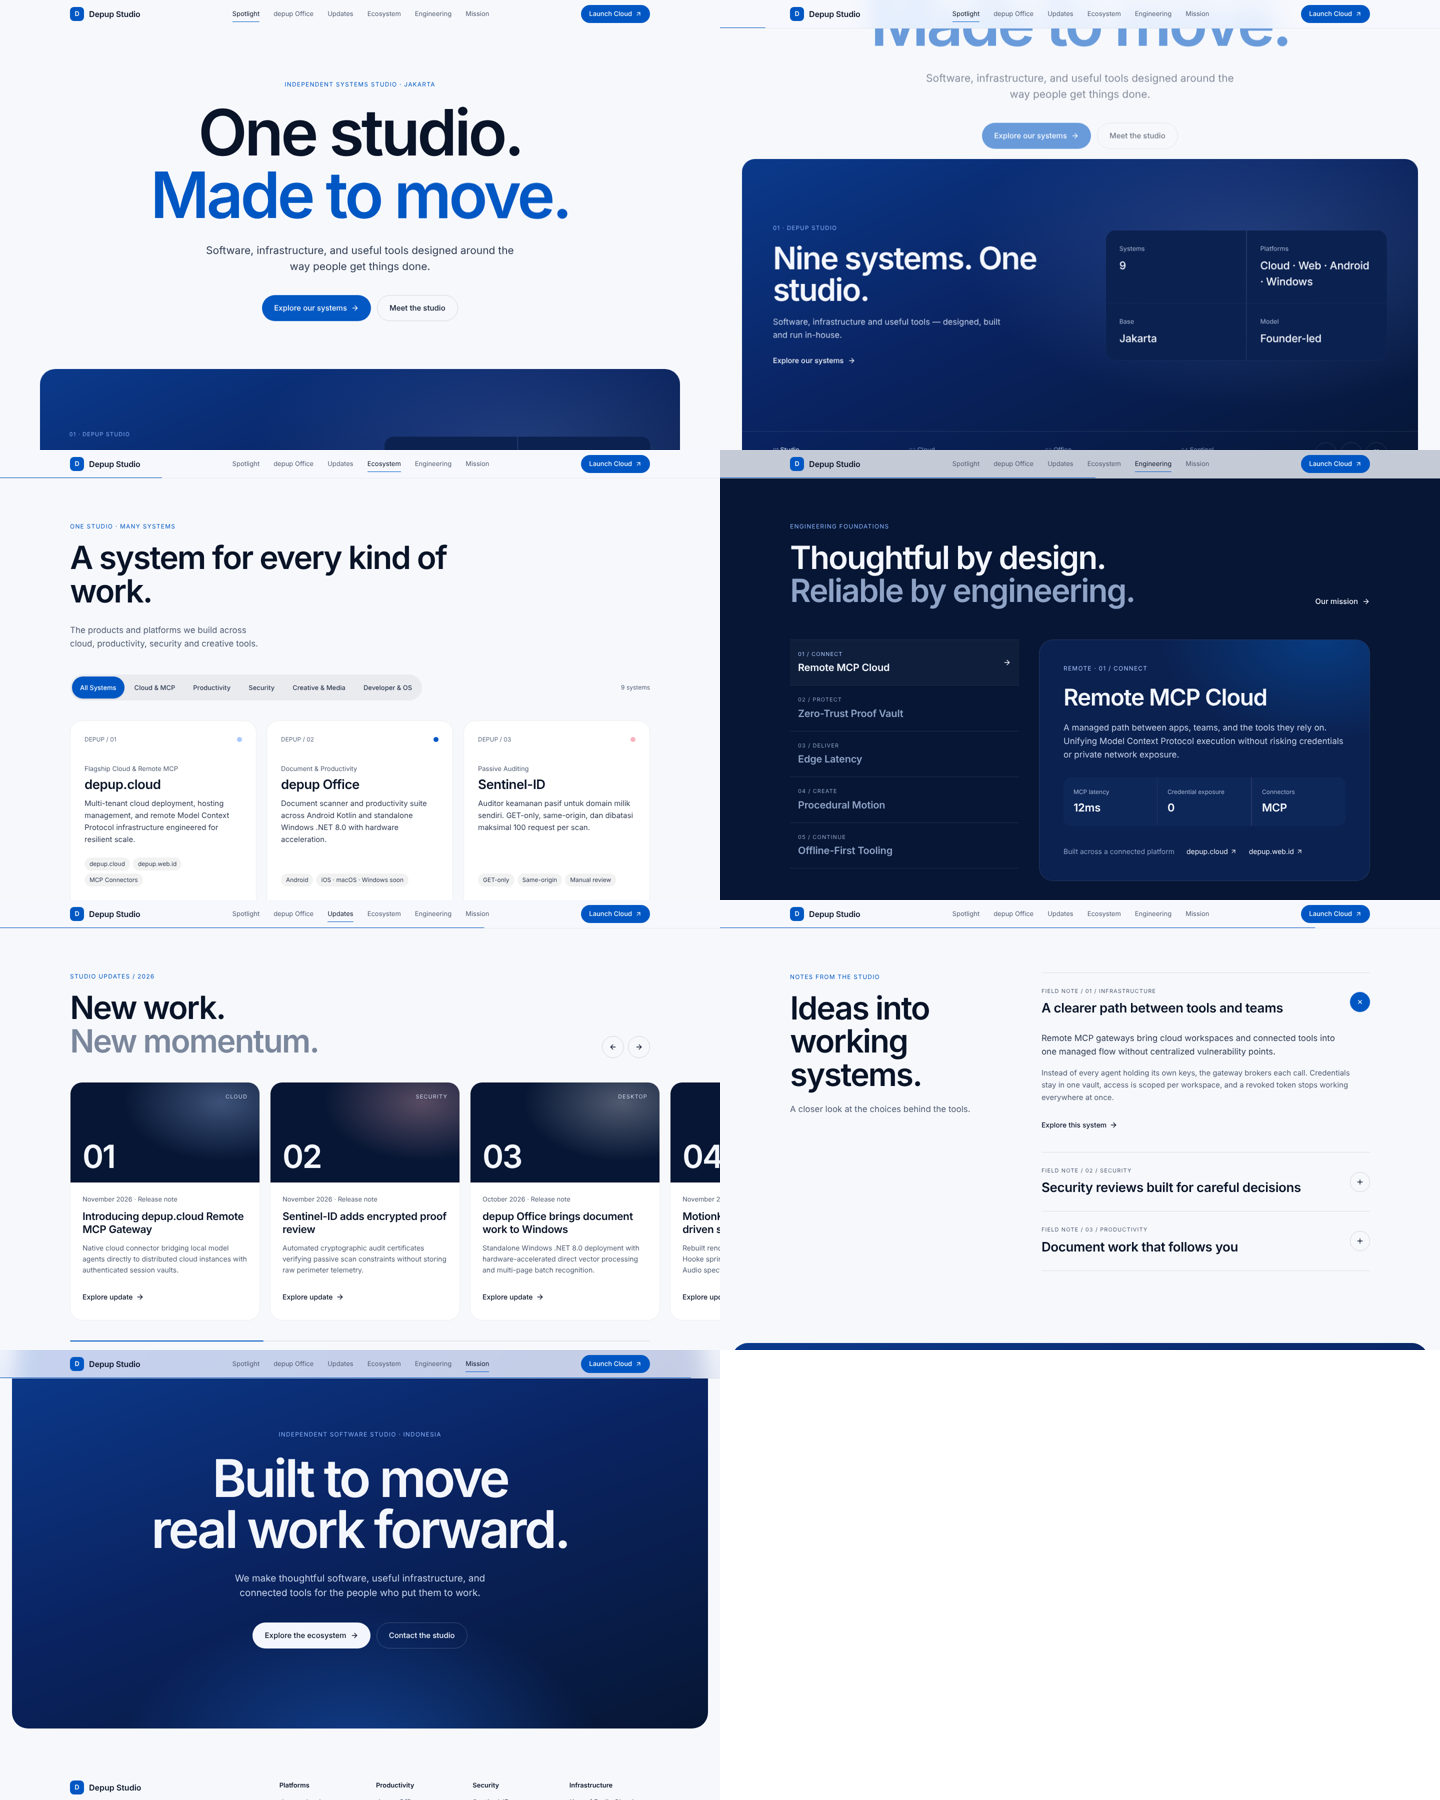 D Depup Studio
Spotlight depup Office Updates Ecosystem Engineering Mission
Launch Cloud
INDEPENDENT SYSTEMS STUDIO · JAKARTA
One studio.
Made to move.
Software, infrastructure, and useful tools designed around the
way people get things done.
Explore our systems
Meet the studio
01 · DEPUP STUDIO
D Depup Studio
Spotlight depup Office Updates Ecosystem Engineering Mission
Launch Cloud
Made to move.
Software, infrastructure, and useful tools designed around the
way people get things done.
Explore our systems
Meet the studio
01 · DEPUP STUDIO
Nine systems. One
studio.
Software, infrastructure and useful tools — designed, built
and run in-house.
Explore our systems
Systems
9
Platforms
Cloud · Web · Android
· Windows
Base
Jakarta
Model
Founder-led
D Depup Studio
Spotlight depup Office Updates Ecosystem Engineering Mission
Launch Cloud
ONE STUDIO · MANY SYSTEMS
A system for every kind of
work.
The products and platforms we build across
cloud, productivity, security and creative tools.
All Systems Cloud & MCP Productivity Security Creative & Media Developer & OS
9 systems
DEPUP / 01
Flagship Cloud & Remote MCP
depup.cloud
Multi-tenant cloud deployment, hosting
management, and remote Model Context
Protocol infrastructure engineered for
resilient scale.
depup.cloud depup.web.id
MCP Connectors
DEPUP / 02
Document & Productivity
depup Office
Document scanner and productivity suite
across Android Kotlin and standalone
Windows .NET 8.0 with hardware
acceleration.
Android iOS · macOS · Windows soon
DEPUP / 03
Passive Auditing
Sentinel-ID
Auditor keamanan pasif untuk domain milik
sendiri. GET-only, same-origin, dan dibatasi
maksimal 100 request per scan.
GET-only Same-origin Manual review
D Depup Studio
Spotlight depup Office Updates Ecosystem Engineering Mission
Launch Cloud
ENGINEERING FOUNDATIONS
Thoughtful by design.
Reliable by engineering.
Our mission
01 / CONNECT
Remote MCP Cloud
02 / PROTECT
Zero-Trust Proof Vault
03 / DELIVER
Edge Latency
04 / CREATE
Procedural Motion
05 / CONTINUE
Offline-First Tooling
REMOTE · 01 / CONNECT
Remote MCP Cloud
A managed path between apps, teams, and the tools they rely on.
Unifying Model Context Protocol execution without risking credentials
or private network exposure.
MCP latency
12ms
Credential exposure
0
Connectors
MCP
Built across a connected platform depup.cloud depup.web.id
D Depup Studio
Spotlight depup Office Updates Ecosystem Engineering Mission
Launch Cloud
STUDIO UPDATES / 2026
New work.
New momentum.
CLOUD
01
November 2026 · Release note
Introducing depup.cloud Remote
MCP Gateway
Native cloud connector bridging local model
agents directly to distributed cloud instances with
authenticated session vaults.
Explore update
SECURITY
02
November 2026 · Release note
Sentinel-ID adds encrypted proof
review
Automated cryptographic audit certificates
verifying passive scan constraints without storing
raw perimeter telemetry.
Explore update
DESKTOP
03
October 2026 · Release note
depup Office brings document
work to Windows
Standalone Windows .NET 8.0 deployment with
hardware-accelerated direct vector processing
and multi-page batch recognition.
Explore update
04
November 2
Motion
driven s
Rebuilt
Hooke
Audio spec
Explore
D Depup Studio
Spotlight depup Office Updates Ecosystem Engineering Mission
Launch Cloud
NOTES FROM THE STUDIO
Ideas into
working
systems.
A closer look at the choices behind the tools.
FIELD NOTE / 01 / INFRASTRUCTURE
A clearer path between tools and teams
Remote MCP gateways bring cloud workspaces and connected tools into
one managed flow without centralized vulnerability points.
Instead of every agent holding its own keys, the gateway brokers each call. Credentials
stay in one vault, access is scoped per workspace, and a revoked token stops working
everywhere at once.
Explore this system
FIELD NOTE / 02 / SECURITY
Security reviews built for careful decisions
FIELD NOTE / 03 / PRODUCTIVITY
Document work that follows you
D Depup Studio
Spotlight depup Office Updates Ecosystem Engineering Mission
Launch Cloud
INDEPENDENT SOFTWARE STUDIO · INDONESIA
Built to move
real work forward.
We make thoughtful software, useful infrastructure, and
connected tools for the people who put them to work.
Explore the ecosystem
Contact the studio
D Depup Studio
Platforms Productivity Security Infrastructure